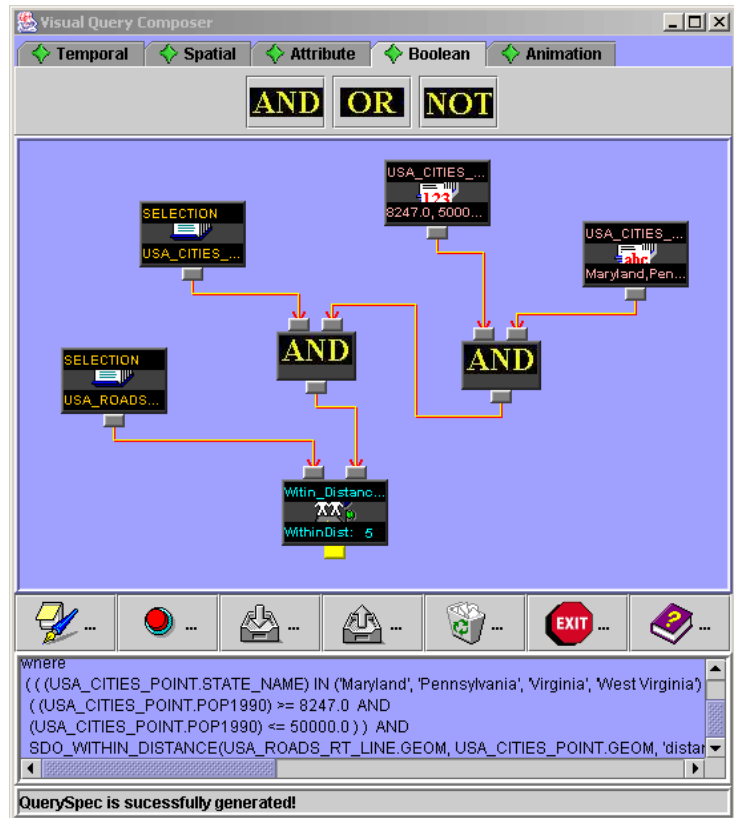 Visual Query Composer
Temporal Spatial Attribute Boolean Animation
AND OR NOT
USA_CITIES_...
123
8247.0, 5000...
SELECTION
USA_CITIES_...
USA_CITIES_...
abc
Maryland,Pen...
AND
AND
SELECTION
USA_ROADS...
Witin_Distanc...
WithinDist: 5
... ... ... ... ... EXIT ... ? ...
where
( ( ((USA_CITIES_POINT.STATE_NAME) IN ('Maryland', 'Pennsylvania', 'Virginia', 'West Virginia')
( ((USA_CITIES_POINT.POP1990) >= 8247.0 AND
(USA_CITIES_POINT.POP1990) <= 50000.0 ) ) AND
SDO_WITHIN_DISTANCE(USA_ROADS_RT_LINE.GEOM, USA_CITIES_POINT.GEOM, 'distar
QuerySpec is sucessfully generated!